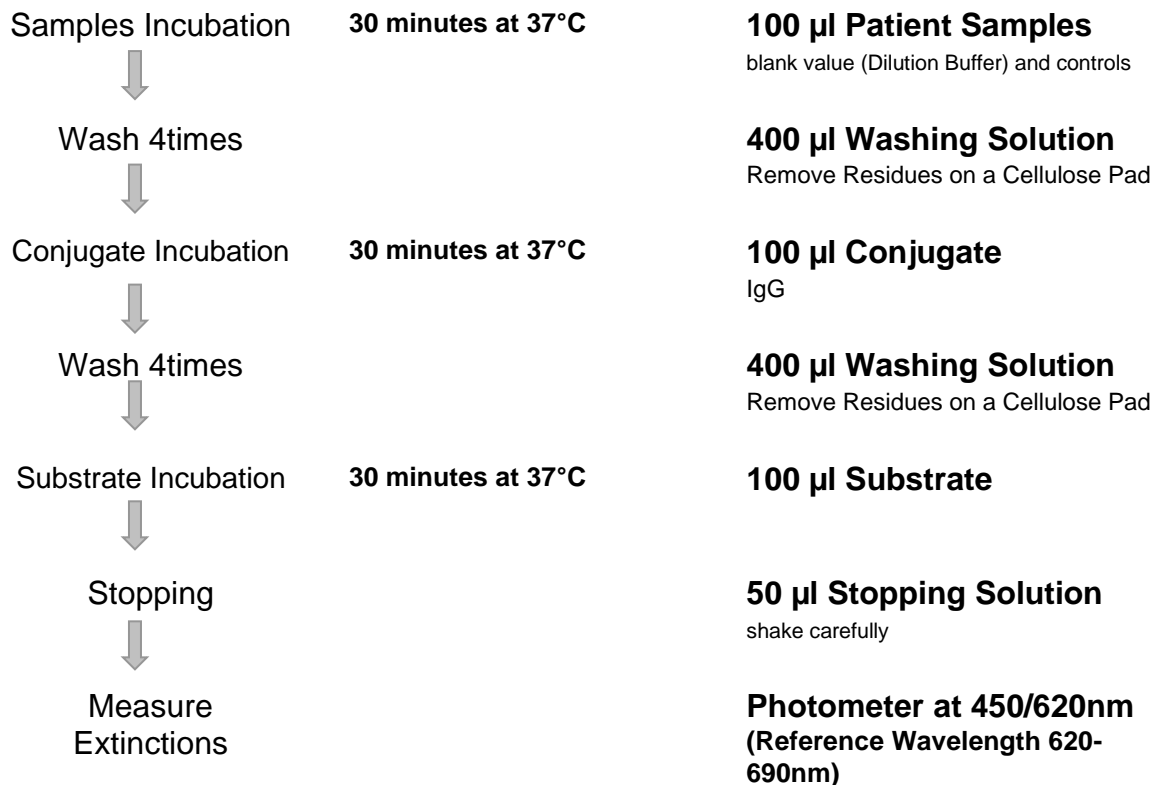 Samples Incubation 30 minutes at 37°C 100 µl Patient Samples
blank value (Dilution Buffer) and controls
Wash 4times 400 µl Washing Solution
Remove Residues on a Cellulose Pad
Conjugate Incubation 30 minutes at 37°C 100 µl Conjugate
IgG
Wash 4times 400 µl Washing Solution
Remove Residues on a Cellulose Pad
Substrate Incubation 30 minutes at 37°C 100 µl Substrate
Stopping 50 µl Stopping Solution
shake carefully
Measure Photometer at 450/620nm
Extinctions (Reference Wavelength 620-
690nm)